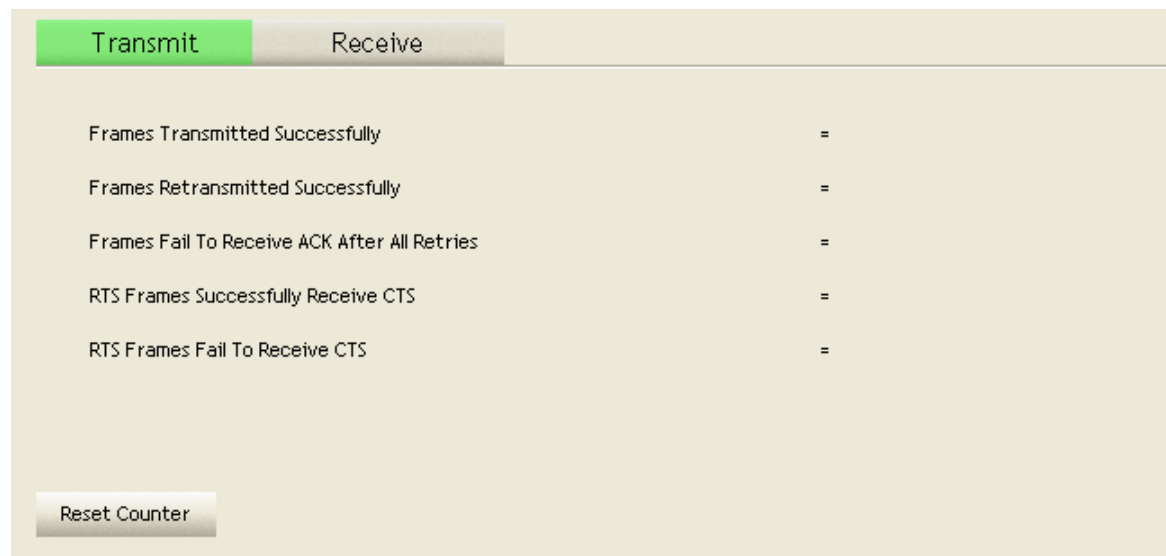 Transmit Receive
Frames Transmitted Successfully =
Frames Retransmitted Successfully =
Frames Fail To Receive ACK After All Retries =
RTS Frames Successfully Receive CTS =
RTS Frames Fail To Receive CTS =
Reset Counter